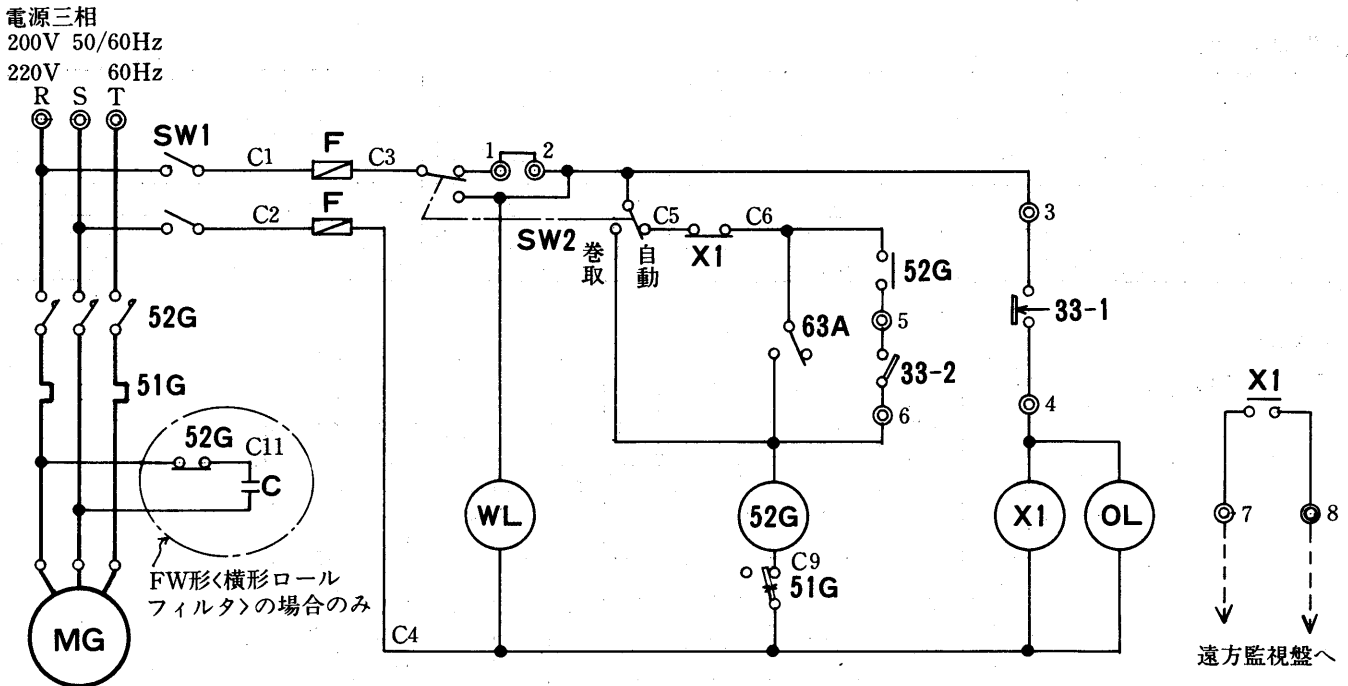 電源三相
200V 50/60Hz
220V 60Hz
R S T
SW1
C1
F
C3
1
2
C2
F
SW2
巻取
自動
C5
X1
C6
3
52G
5
63A
33-1
33-2
6
4
52G
51G
52G
C11
C
FW形<横形ロール
フィルタ>の場合のみ
MG
C4
WL
52G
C9
51G
X1
OL
X1
7
8
遠方監視盤へ